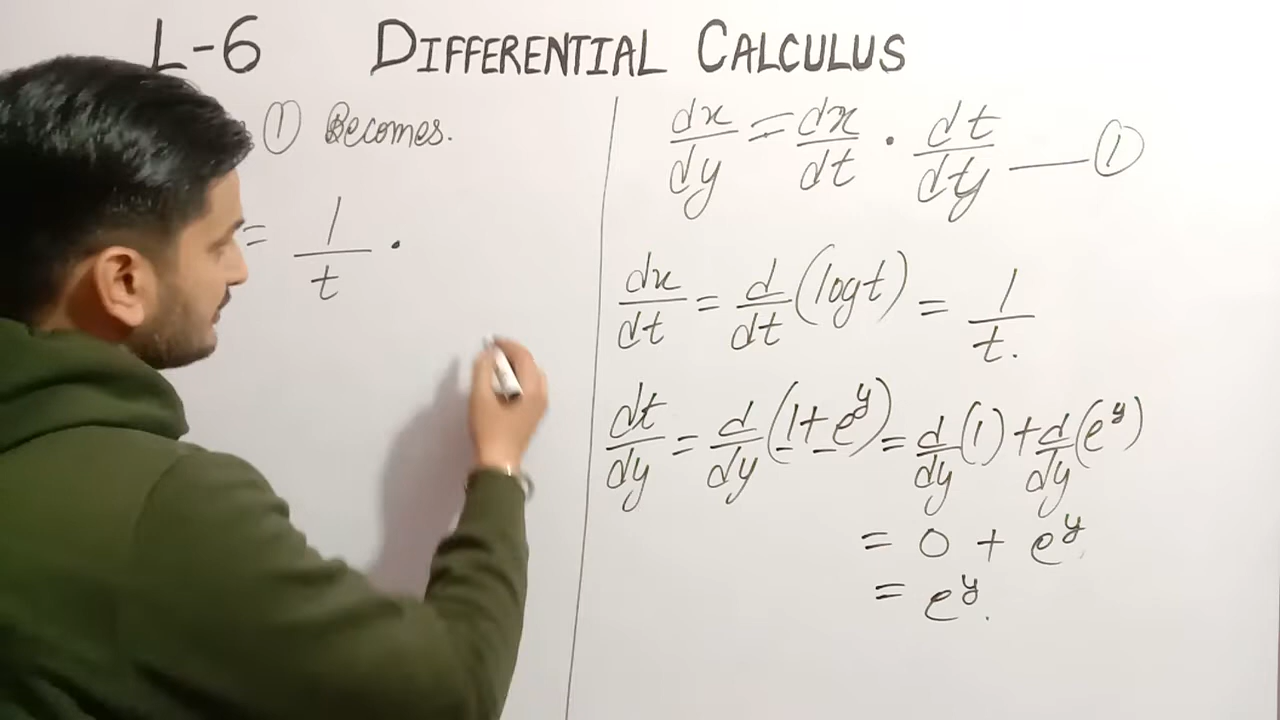 L-6 DIFFERENTIAL CALCULUS
① Becomes.
= 1/t ·
dx/dy = dx/dt · dt/dy — ①
dx/dt = d/dt (log t) = 1/t.
dt/dy = d/dy (1 + e^y) = d/dy (1) + d/dy (e^y)
= 0 + e^y
= e^y.